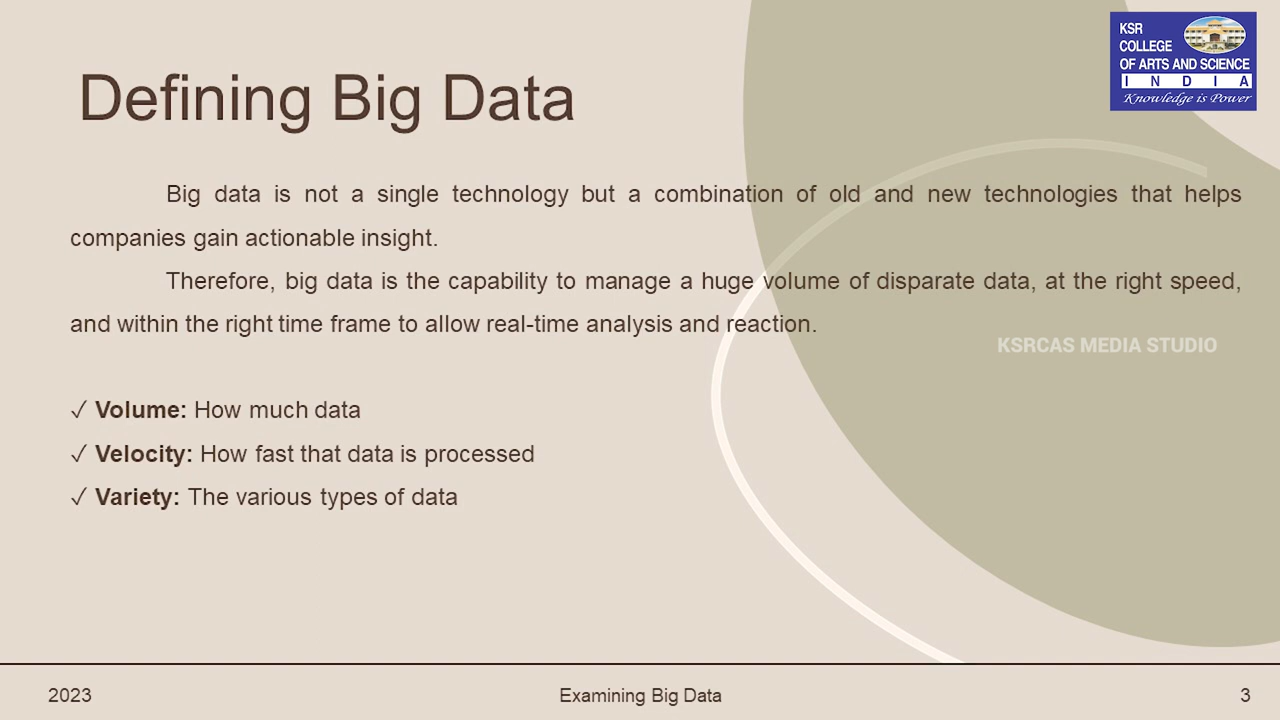 KSR
COLLEGE
OF ARTS AND SCIENCE
INDIA
Knowledge is Power
Defining Big Data
Big data is not a single technology but a combination of old and new technologies that helps
companies gain actionable insight.
Therefore, big data is the capability to manage a huge volume of disparate data, at the right speed,
and within the right time frame to allow real-time analysis and reaction.
KSRCAS MEDIA STUDIO
✓ Volume: How much data
✓ Velocity: How fast that data is processed
✓ Variety: The various types of data
2023
Examining Big Data
3